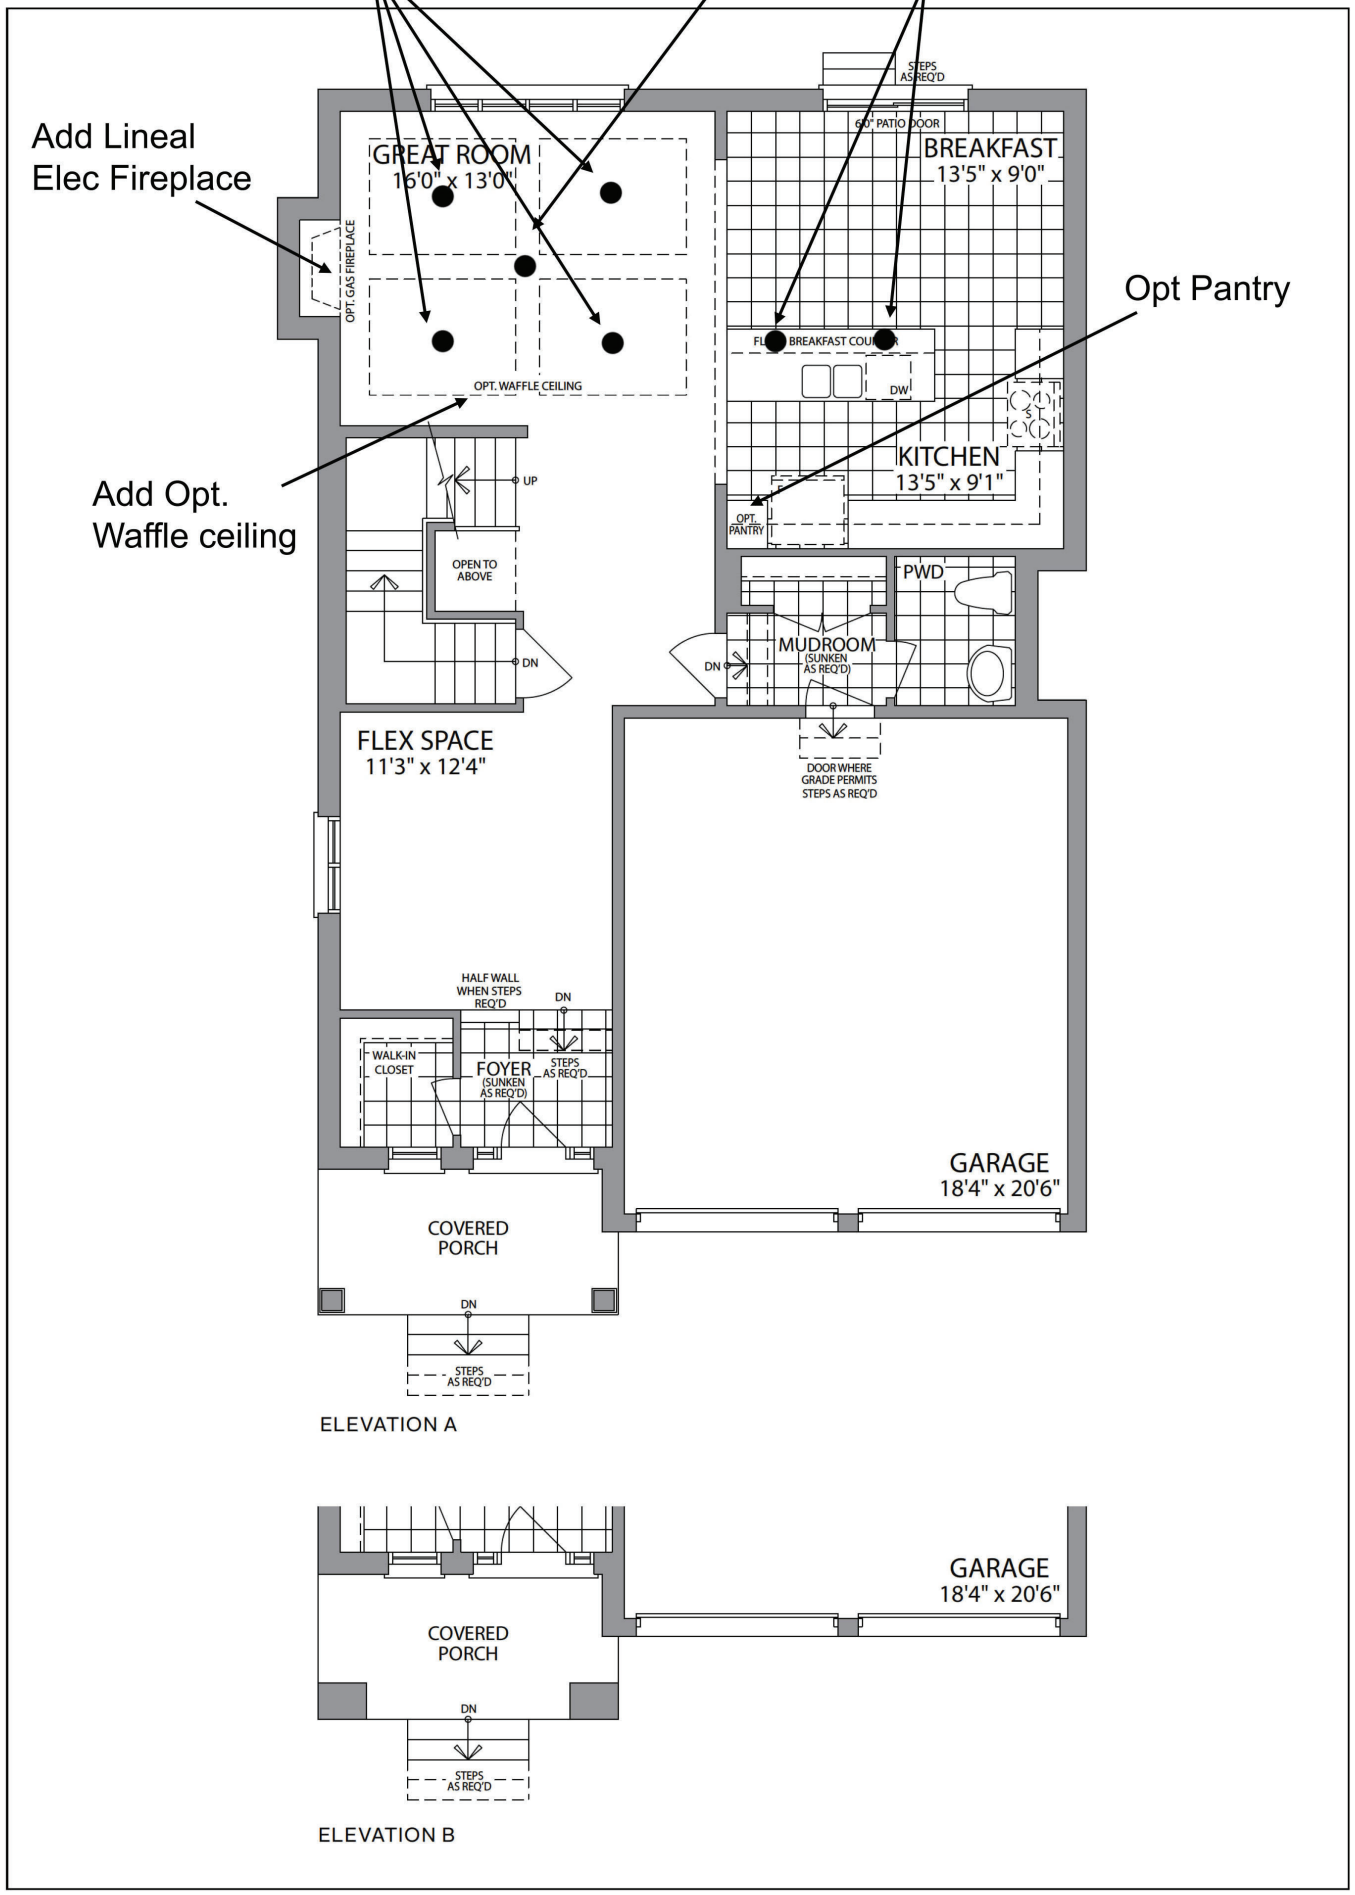 STEPS
AS REQ'D
6'0" PATIO DOOR
Add Lineal
Elec Fireplace
GREAT ROOM
16'0" x 13'0"
BREAKFAST
13'5" x 9'0"
OPT. GAS FIREPLACE
Opt Pantry
BREAKFAST
DW
OPT. WAFFLE CEILING
S
KITCHEN
13'5" x 9'1"
UP
Add Opt.
Waffle ceiling
OPT.
PANTRY
OPEN TO
ABOVE
PWD
MUDROOM
(SUNKEN
AS REQ'D)
DN
DN
FLEX SPACE
11'3" x 12'4"
DOOR WHERE
GRADE PERMITS
STEPS AS REQ'D
HALF WALL
WHEN STEPS
REQ'D
DN
WALK-IN
CLOSET
FOYER
(SUNKEN
AS REQ'D)
STEPS
AS REQ'D
GARAGE
18'4" x 20'6"
COVERED
PORCH
DN
STEPS
AS REQ'D
ELEVATION A
GARAGE
18'4" x 20'6"
COVERED
PORCH
DN
STEPS
AS REQ'D
ELEVATION B